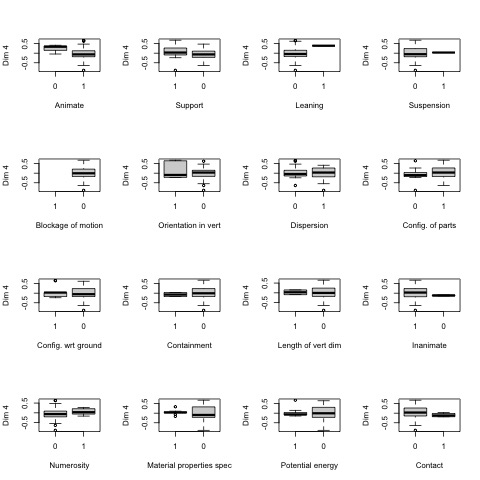 Dim 4
0.5
-0.5
0 1
Animate
Dim 4
0.5
-0.5
1 0
Support
Dim 4
0.5
-0.5
0 1
Leaning
Dim 4
0.5
-0.5
0 1
Suspension
Dim 4
0.5
-0.5
1 0
Blockage of motion
Dim 4
0.5
-0.5
1 0
Orientation in vert
Dim 4
0.5
-0.5
0 1
Dispersion
Dim 4
0.5
-0.5
1 0
Config. of parts
Dim 4
0.5
-0.5
1 0
Config. wrt ground
Dim 4
0.5
-0.5
1 0
Containment
Dim 4
0.5
-0.5
1 0
Length of vert dim
Dim 4
0.5
-0.5
1 0
Inanimate
Dim 4
0.5
-0.5
0 1
Numerosity
Dim 4
0.5
-0.5
1 0
Material properties spec
Dim 4
0.5
-0.5
1 0
Potential energy
Dim 4
0.5
-0.5
0 1
Contact